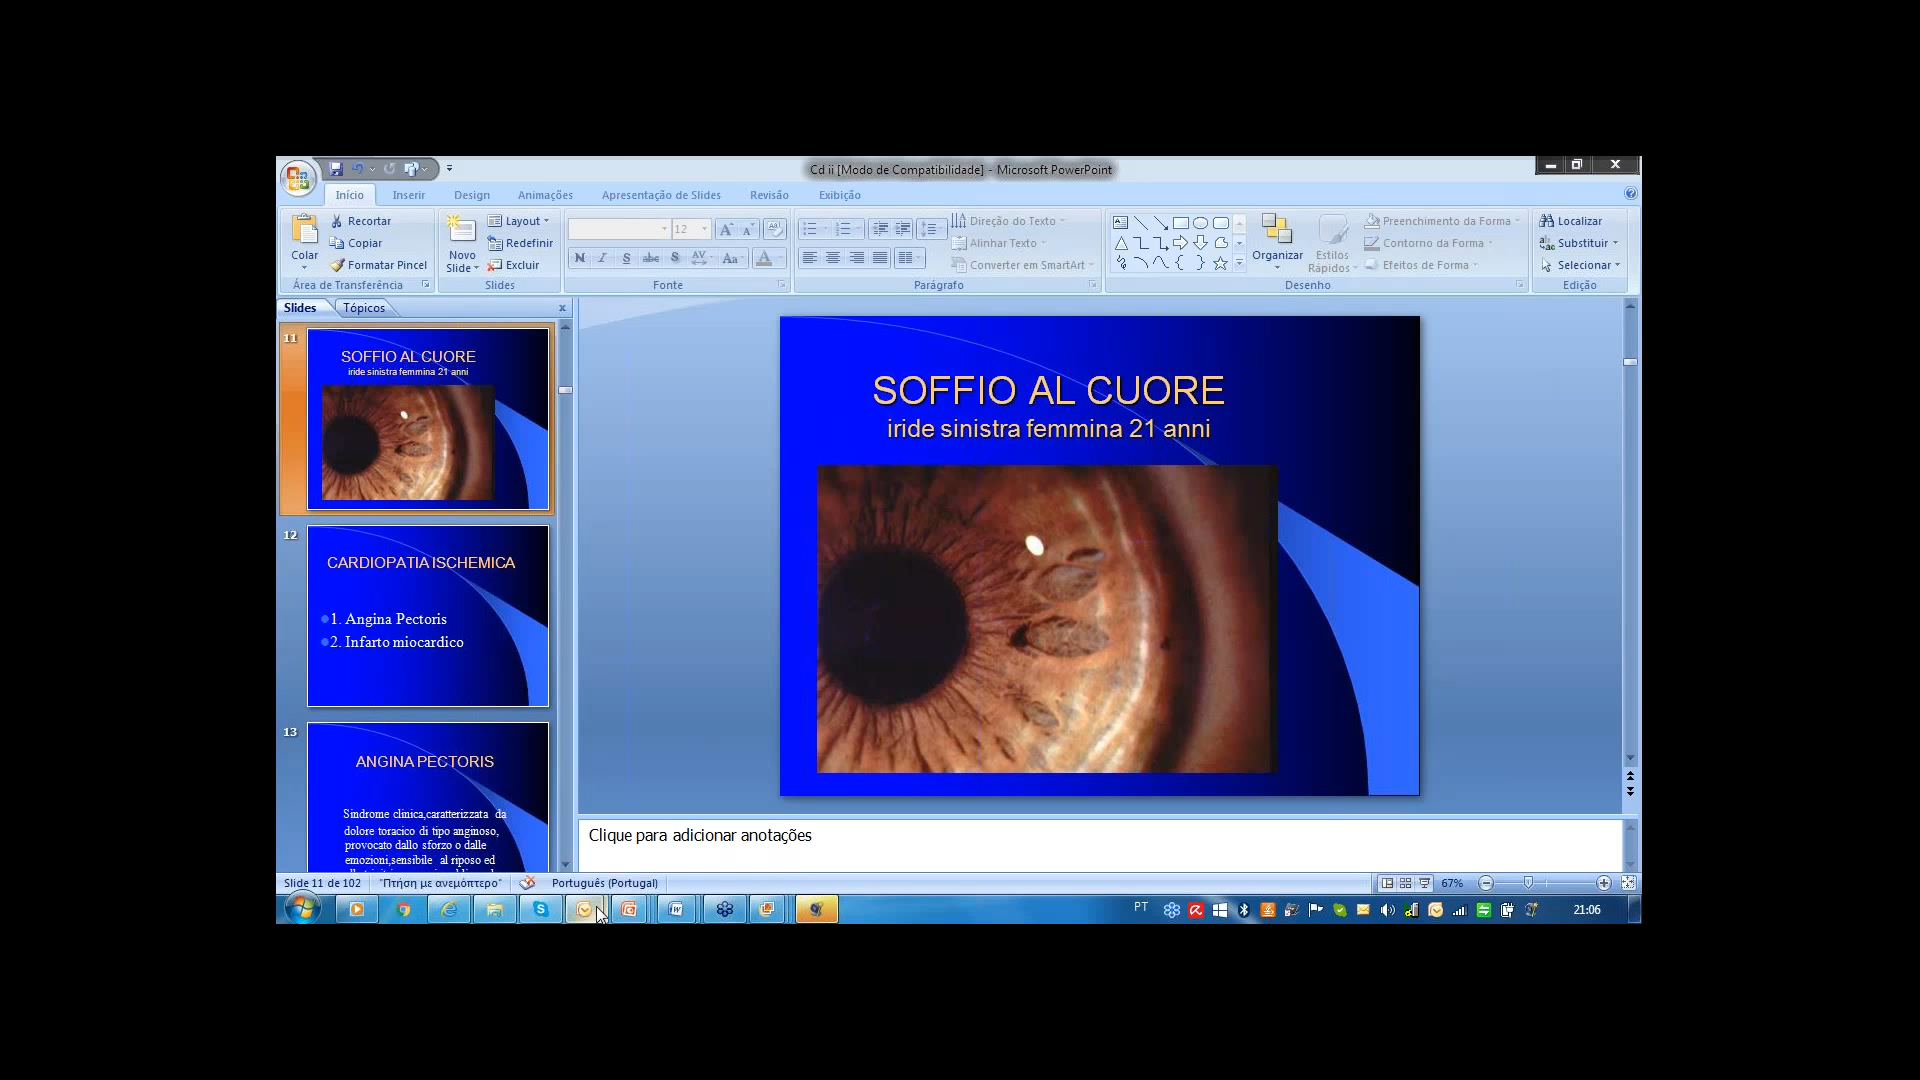 Cd ii [Modo de Compatibilidade] - Microsoft PowerPoint
Início Inserir Design Animações Apresentação de Slides Revisão Exibição
Colar
Recortar
Copiar
Formatar Pincel
Área de Transferência
Novo
Slide
Layout
Redefinir
Excluir
Slides
12
N I S abc S AV Aa A
Fonte
Direção do Texto
Alinhar Texto
Converter em SmartArt
Parágrafo
Organizar
Estilos
Rápidos
Preenchimento da Forma
Contorno da Forma
Efeitos de Forma
Desenho
Localizar
Substituir
Selecionar
Edição
Slides Tópicos
11
SOFFIO AL CUORE
iride sinistra femmina 21 anni
12
CARDIOPATIA ISCHEMICA
1. Angina Pectoris
2. Infarto miocardico
13
ANGINA PECTORIS
Sindrome clinica,caratterizzata da
dolore toracico di tipo anginoso,
provocato dallo sforzo o dalle
emozioni,sensibile al riposo ed
SOFFIO AL CUORE
iride sinistra femmina 21 anni
Clique para adicionar anotações
Slide 11 de 102 "Πτήση με ανεμόπτερο" Português (Portugal) 67%
PT 21:06